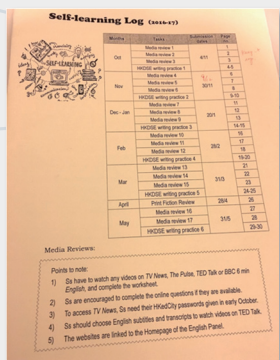 Self-learning Log (2016-17)
SELF-LEARNING
Months Tasks Submission Dates Page
Oct Media review 1 4/11 1
Media review 2 2
Media review 3 3
HKDSE writing practice 1 4-5
Nov Media review 4 30/11 6
Media review 5 7
Media review 6 8
HKDSE writing practice 2 9-10
Dec - Jan Media review 7 20/1 11
Media review 8 12
Media review 9 13
HKDSE writing practice 3 14-15
Feb Media review 10 28/2 16
Media review 11 17
Media review 12 18
HKDSE writing practice 4 19-20
Mar Media review 13 31/3 21
Media review 14 22
Media review 15 23
HKDSE writing practice 5 24-25
April Print Fiction Review 28/4 26
May Media review 16 31/5 27
Media review 17 28
HKDSE writing practice 6 29-30
Media Reviews:
Points to note:
1) Ss have to watch any videos on TV News, The Pulse, TED Talk or BBC 6 min
English, and complete the worksheet.
2) Ss are encouraged to complete the online questions if they are available.
3) To access TV News, Ss need their HKedCity passwords given in early October.
4) Ss should choose English subtitles and transcripts to watch videos on TED Talk.
5) The websites are linked to the Homepage of the English Panel.